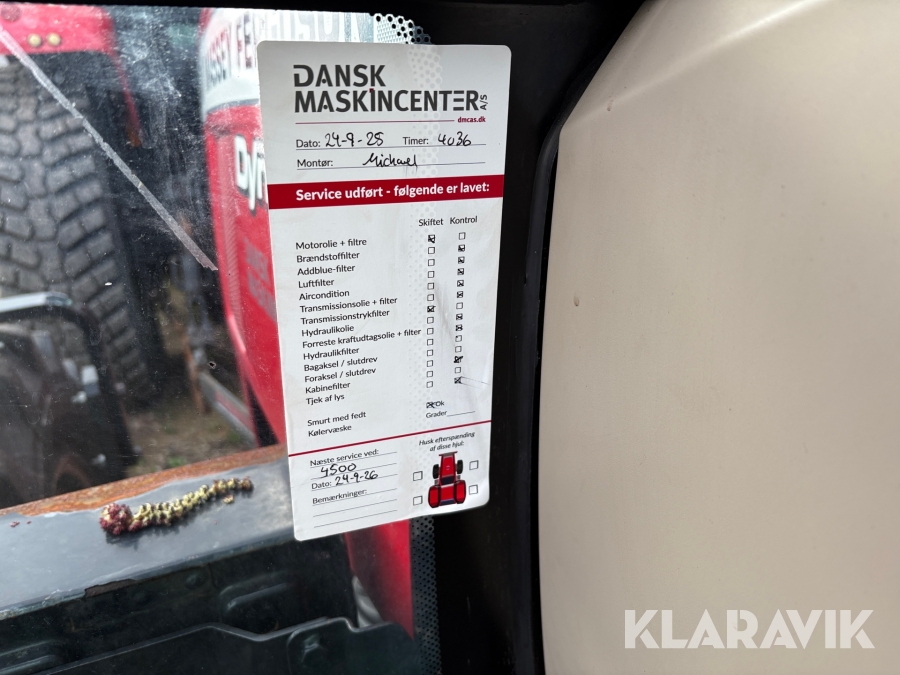 MASSEY FERGUSON
Dyn
DANSK
MASKINCENTER A/S
dmcas.dk
Dato: 24-9-25 Timer: 4036
Montør: Michael
Service udført - følgende er lavet:
Skiftet Kontrol
Motorolie + filtre
Brændstoffilter
Addblue-filter
Luftfilter
Aircondition
Transmissionsolie + filter
Transmissionstrykfilter
Hydraulikolie
Forreste kraftudtagsolie + filter
Hydraulikfilter
Bagaksel / slutdrev
Foraksel / slutdrev
Kabinefilter
Tjek af lys
Smurt med fedt Ok
Kølervæske Grader
Husk efterspænding
af disse hjul:
Næste service ved:
4500
Dato: 24-9-26
Bemærkninger:
KLARAVIK